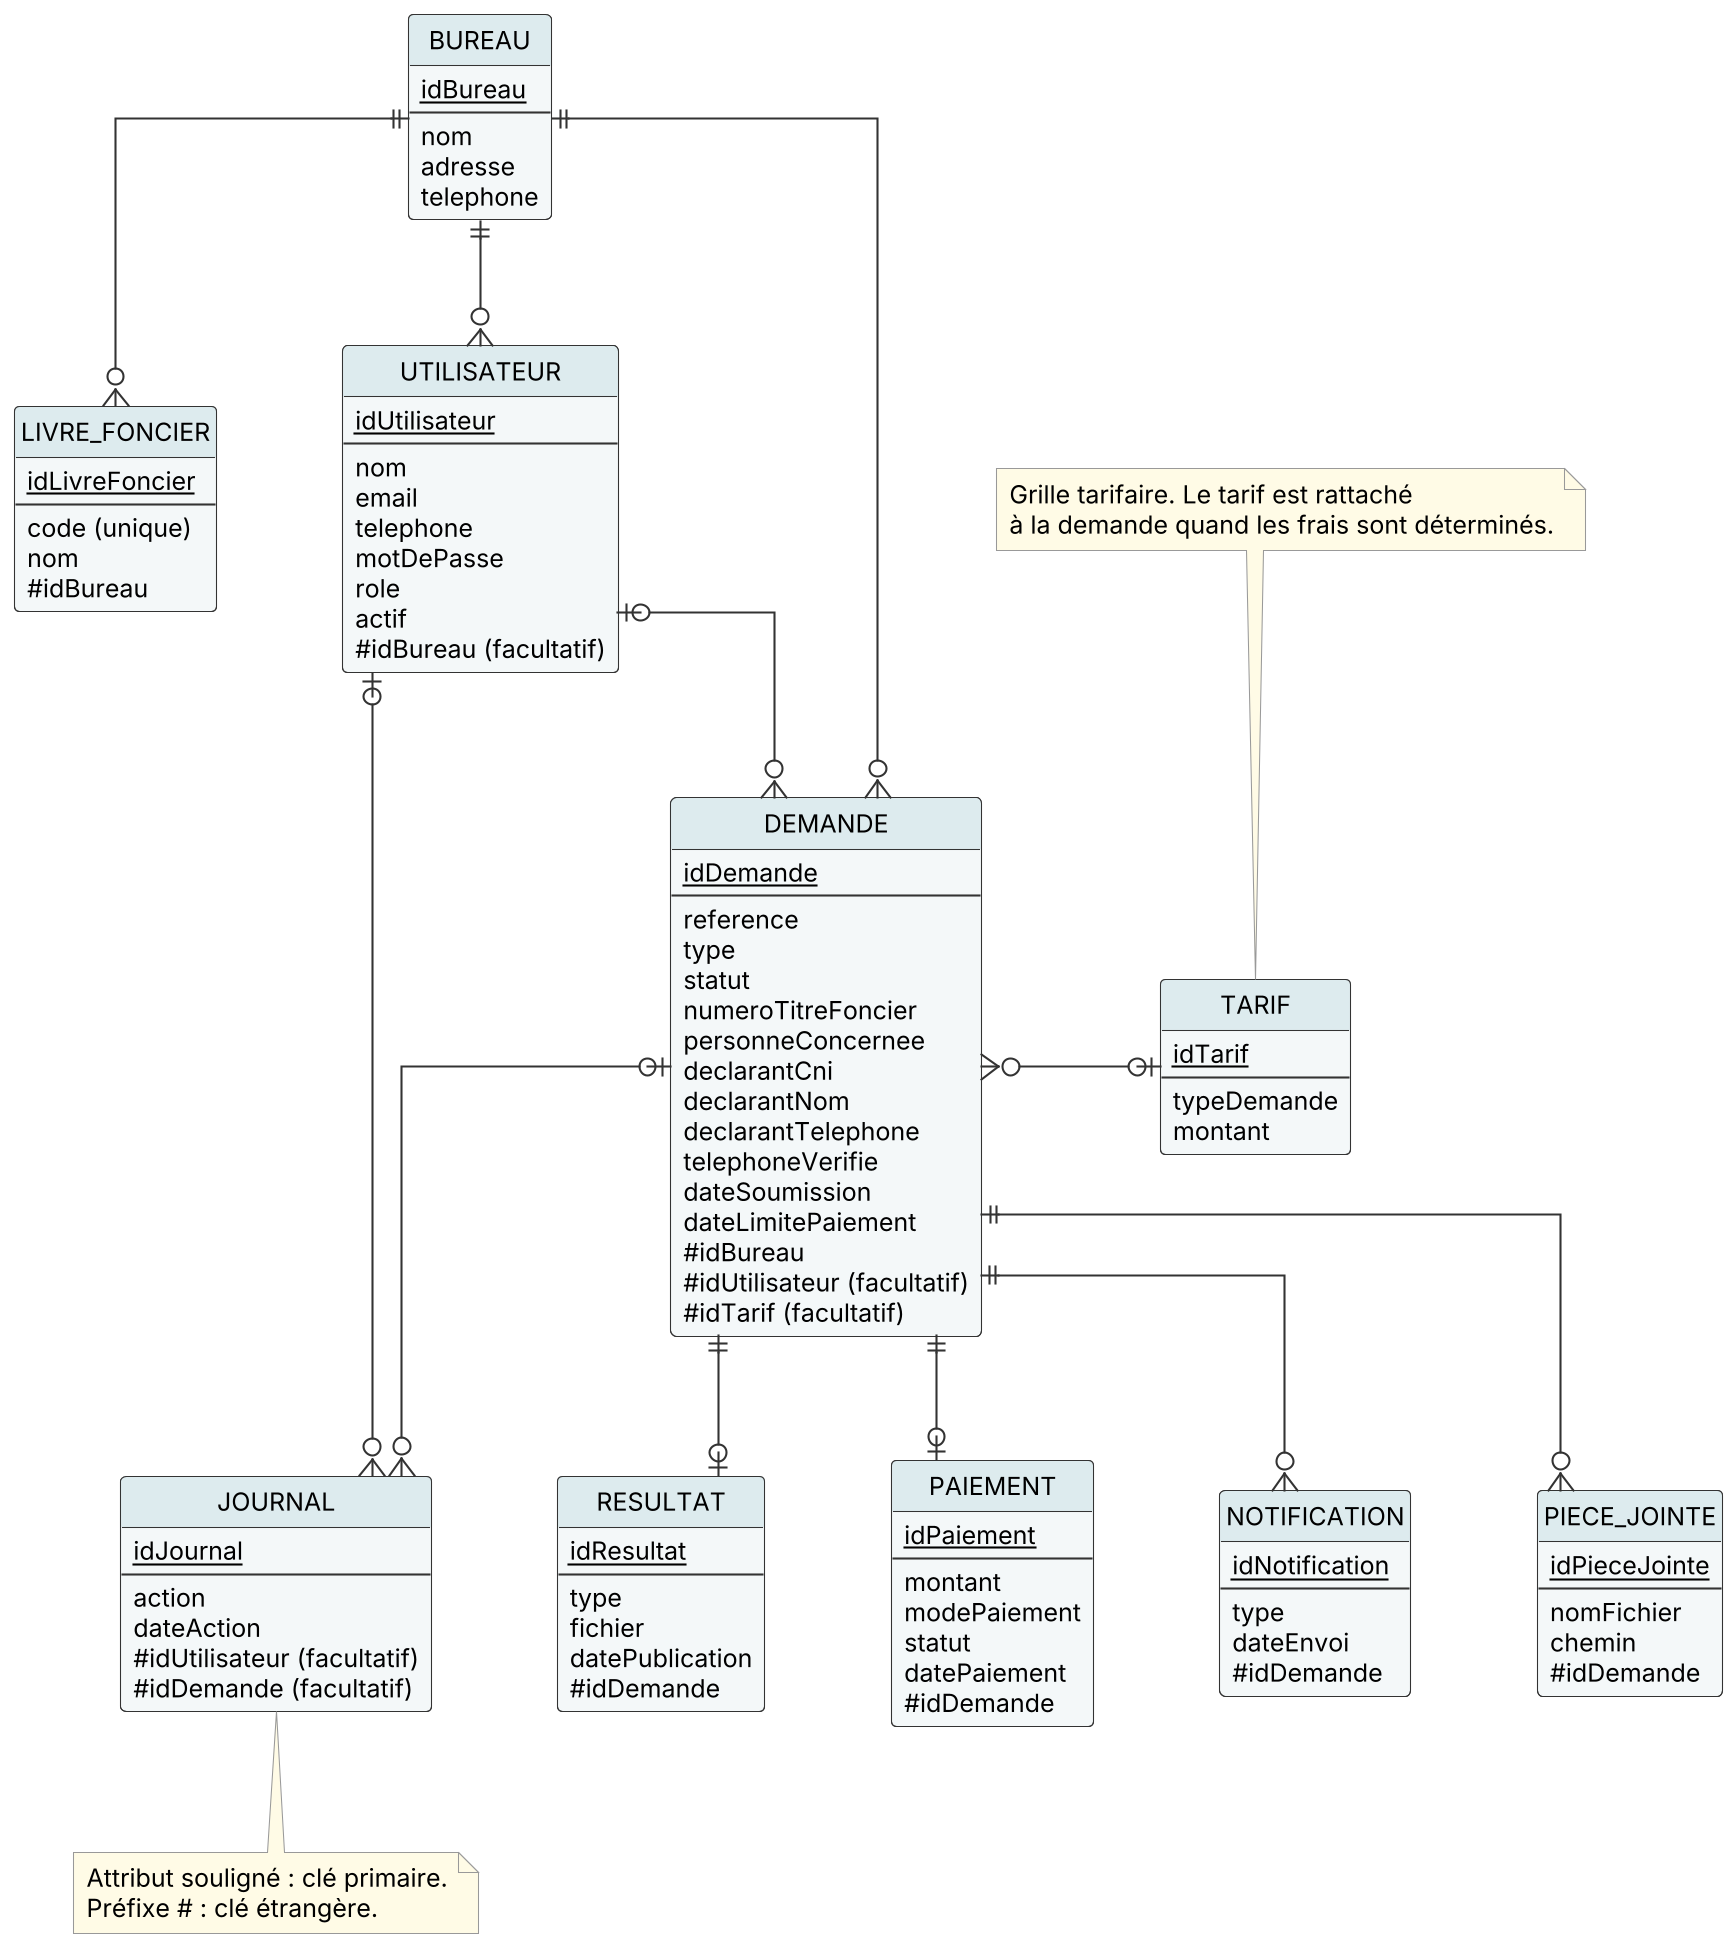 BUREAU
idBureau
nom
adresse
telephone
UTILISATEUR
idUtilisateur
nom
email
telephone
motDePasse
role
actif
#idBureau (facultatif)
LIVRE_FONCIER
idLivreFoncier
code (unique)
nom
#idBureau
Grille tarifaire. Le tarif est rattaché
à la demande quand les frais sont déterminés.
DEMANDE
idDemande
reference
type
statut
numeroTitreFoncier
personneConcernee
declarantCni
declarantNom
declarantTelephone
telephoneVerifie
dateSoumission
dateLimitePaiement
#idBureau
#idUtilisateur (facultatif)
#idTarif (facultatif)
TARIF
idTarif
typeDemande
montant
JOURNAL
idJournal
action
dateAction
#idUtilisateur (facultatif)
#idDemande (facultatif)
RESULTAT
idResultat
type
fichier
datePublication
#idDemande
PAIEMENT
idPaiement
montant
modePaiement
statut
datePaiement
#idDemande
NOTIFICATION
idNotification
type
dateEnvoi
#idDemande
PIECE_JOINTE
idPieceJointe
nomFichier
chemin
#idDemande
Attribut souligné : clé primaire.
Préfixe # : clé étrangère.